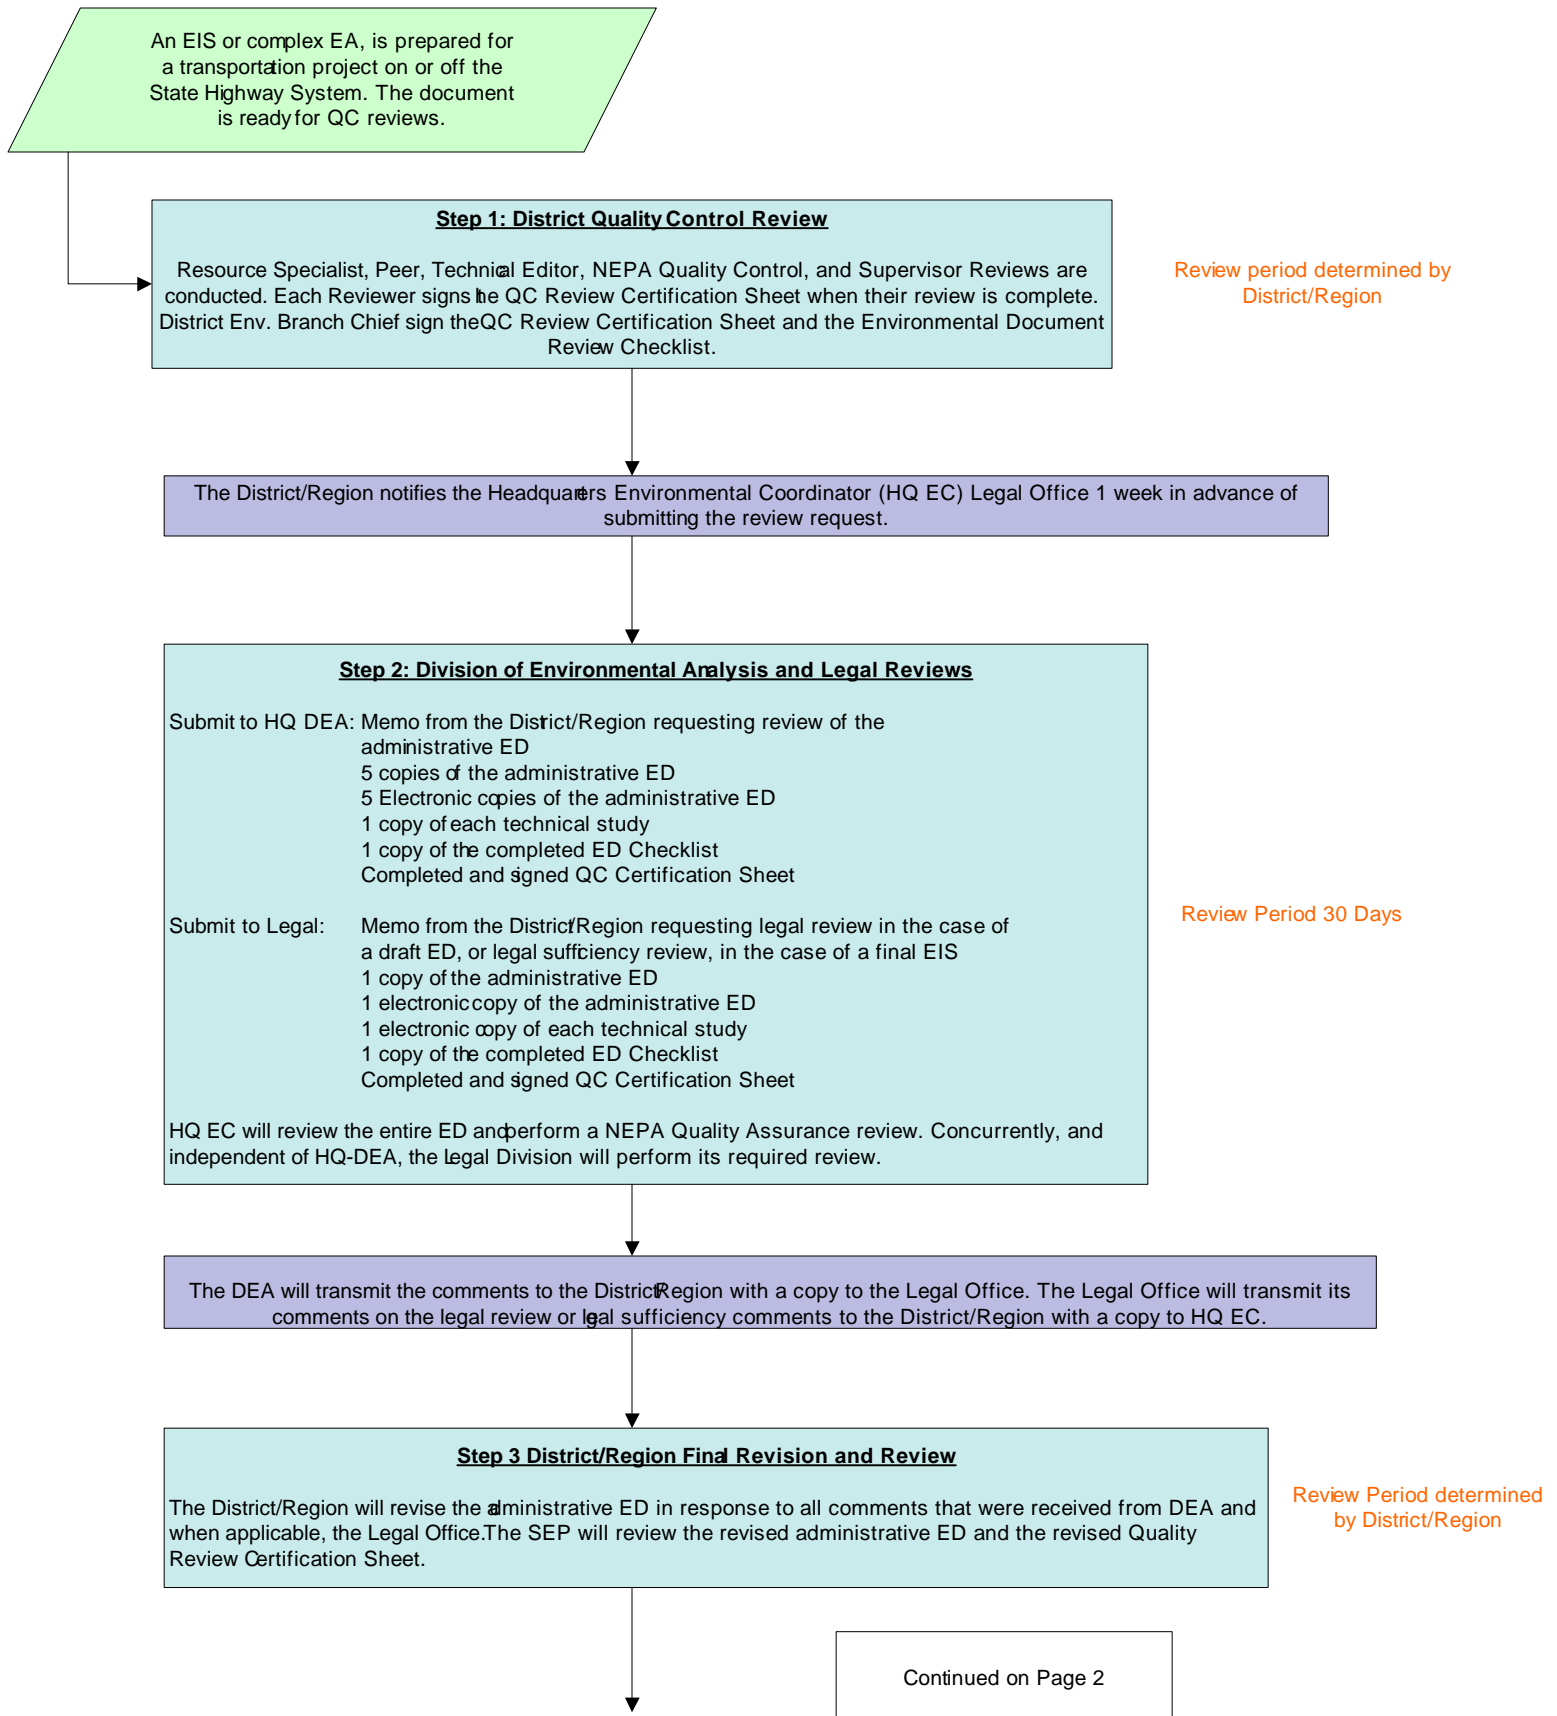 An EIS or complex EA, is prepared for
a transportation project on or off the
State Highway System. The document
is ready for QC reviews.
Step 1: District Quality Control Review
Resource Specialist, Peer, Technical Editor, NEPA Quality Control, and Supervisor Reviews are
conducted. Each Reviewer signs the QC Review Certification Sheet when their review is complete.
District Env. Branch Chief sign the QC Review Certification Sheet and the Environmental Document
Review Checklist.
Review period determined by
District/Region
The District/Region notifies the Headquarters Environmental Coordinator (HQ EC) Legal Office 1 week in advance of
submitting the review request.
Step 2: Division of Environmental Analysis and Legal Reviews
Submit to HQ DEA: Memo from the District/Region requesting review of the
administrative ED
5 copies of the administrative ED
5 Electronic copies of the administrative ED
1 copy of each technical study
1 copy of the completed ED Checklist
Completed and signed QC Certification Sheet
Submit to Legal: Memo from the District/Region requesting legal review in the case of
a draft ED, or legal sufficiency review, in the case of a final EIS
1 copy of the administrative ED
1 electronic copy of the administrative ED
1 electronic copy of each technical study
1 copy of the completed ED Checklist
Completed and signed QC Certification Sheet
HQ EC will review the entire ED and perform a NEPA Quality Assurance review. Concurrently, and
independent of HQ-DEA, the Legal Division will perform its required review.
Review Period 30 Days
The DEA will transmit the comments to the District/Region with a copy to the Legal Office. The Legal Office will transmit its
comments on the legal review or legal sufficiency comments to the District/Region with a copy to HQ EC.
Step 3 District/Region Final Revision and Review
The District/Region will revise the administrative ED in response to all comments that were received from DEA and
when applicable, the Legal Office. The SEP will review the revised administrative ED and the revised Quality
Review Certification Sheet.
Review Period determined
by District/Region
Continued on Page 2